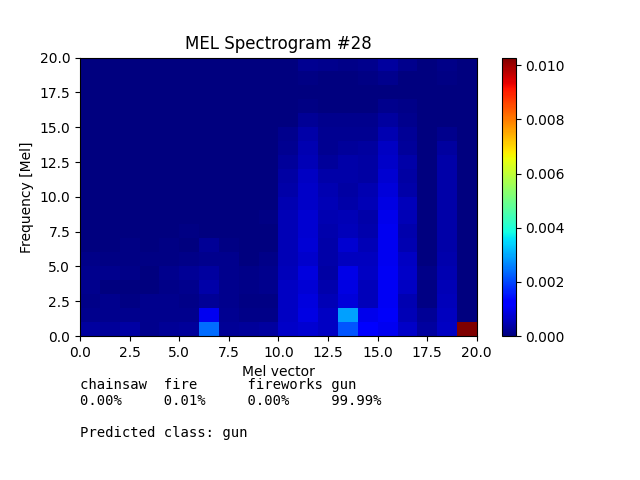 MEL Spectrogram #28
20.0
17.5
15.0
12.5
10.0
7.5
5.0
2.5
0.0
Frequency [Mel]
0.0 2.5 5.0 7.5 10.0 12.5 15.0 17.5 20.0
Mel vector
0.010
0.008
0.006
0.004
0.002
0.000
chainsaw fire fireworks gun
0.00% 0.01% 0.00% 99.99%
Predicted class: gun